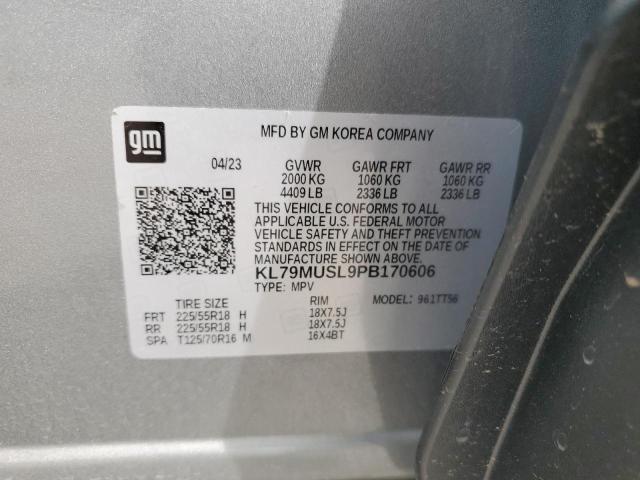 gm
MFD BY GM KOREA COMPANY
04/23 GVWR GAWR FRT GAWR RR
2000 KG 1060 KG 1060 KG
4409 LB 2336 LB 2336 LB
THIS VEHICLE CONFORMS TO ALL
APPLICABLE U.S. FEDERAL MOTOR
VEHICLE SAFETY AND THEFT PREVENTION
STANDARDS IN EFFECT ON THE DATE OF
MANUFACTURE SHOWN ABOVE.
KL79MUSL9PB170606
TYPE: MPV MODEL: 961TT56
TIRE SIZE RIM
FRT 225/55R18 H 18X7.5J
RR 225/55R18 H 18X7.5J
SPA T125/70R16 M 16X4BT